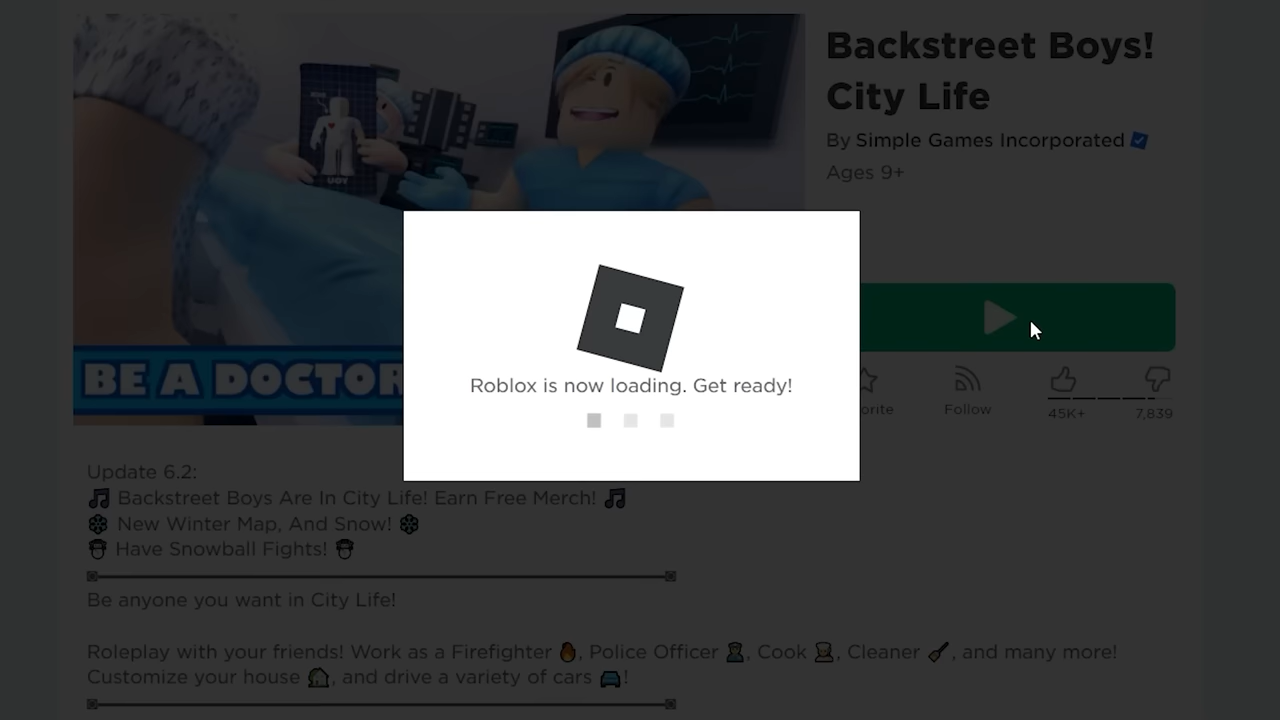 Backstreet Boys!
City Life
By Simple Games Incorporated
Ages 9+
UGY
BE A DOCTOR
Roblox is now loading. Get ready!
orite
Follow
45K+
7,839
Update 6.2:
🎵 Backstreet Boys Are In City Life! Earn Free Merch! 🎵
❄️ New Winter Map, And Snow! ❄️
⛄ Have Snowball Fights! ⛄
Be anyone you want in City Life!
Roleplay with your friends! Work as a Firefighter 🔥, Police Officer 👮, Cook 🧑‍🍳, Cleaner 🧹, and many more!
Customize your house 🏠, and drive a variety of cars 🚘!